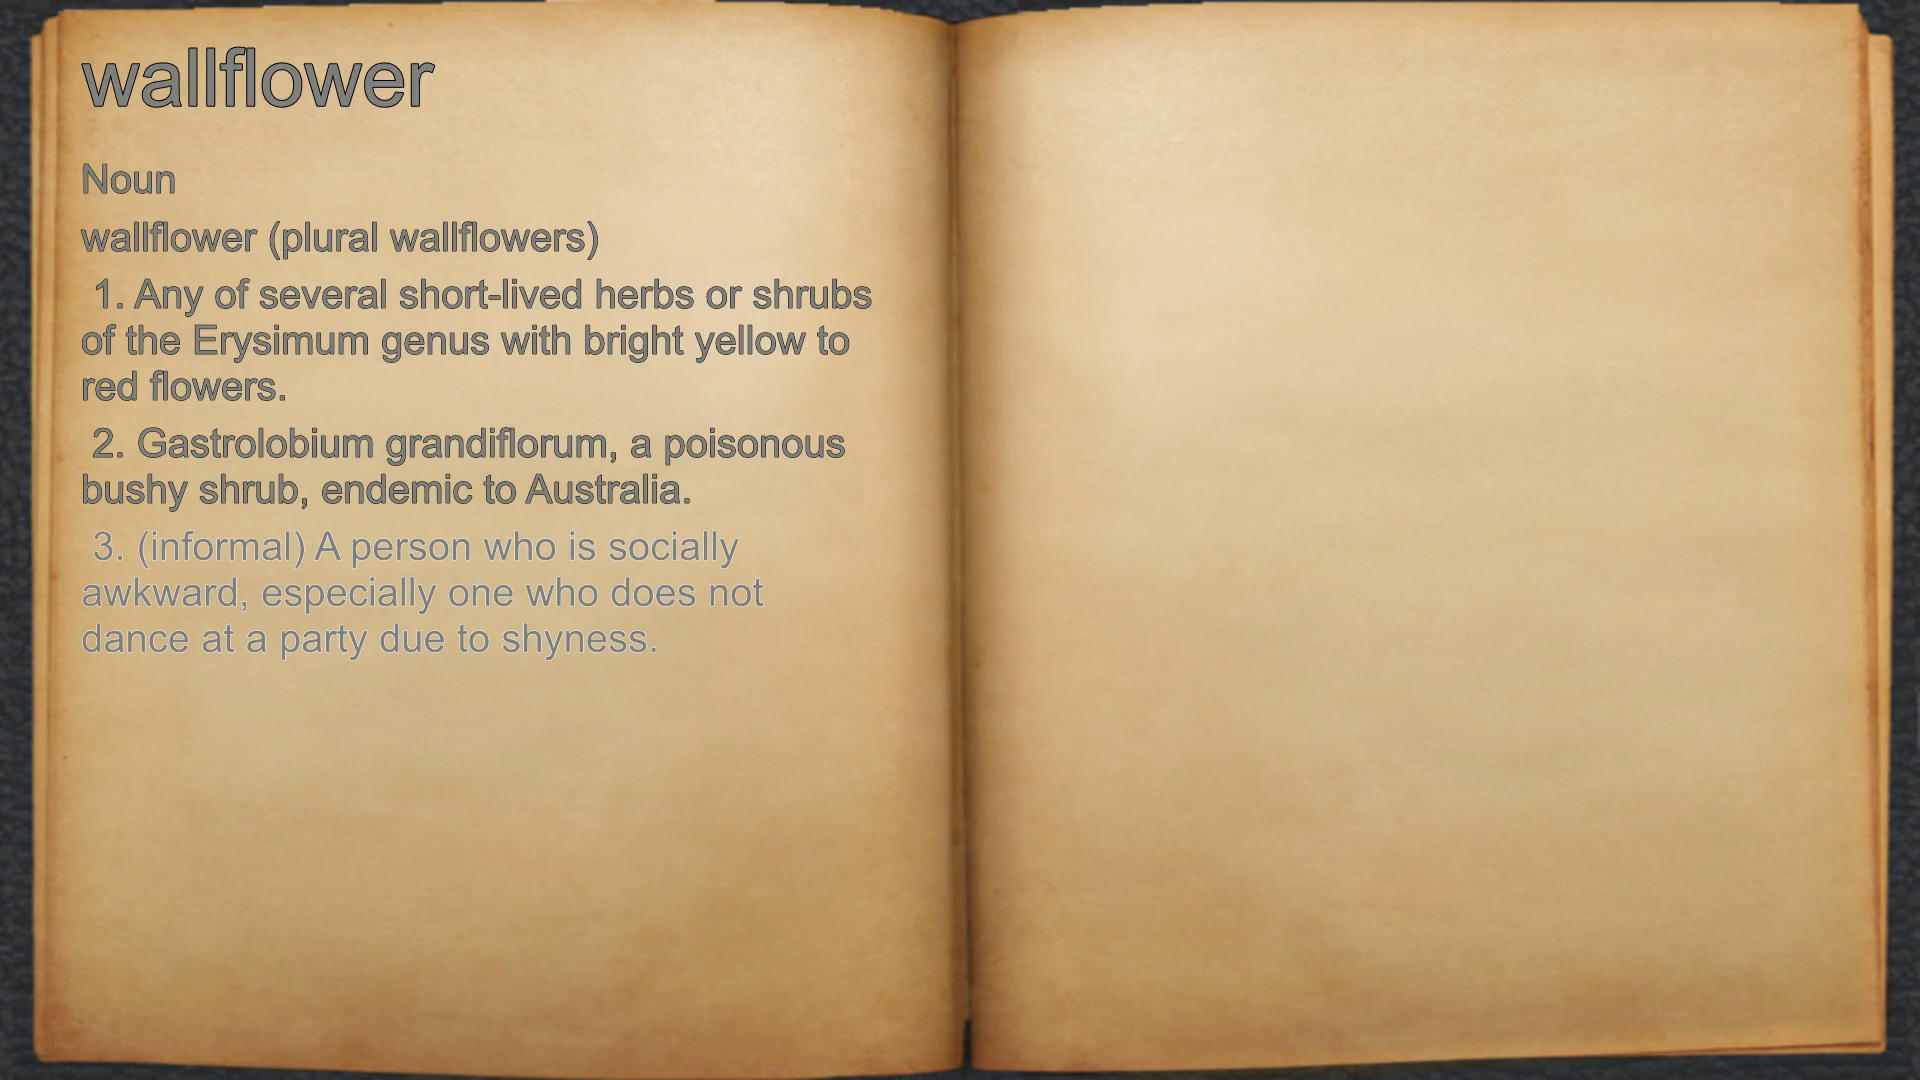 wallflower
Noun
wallflower (plural wallflowers)
1. Any of several short-lived herbs or shrubs
of the Erysimum genus with bright yellow to
red flowers.
2. Gastrolobium grandiflorum, a poisonous
bushy shrub, endemic to Australia.
3. (informal) A person who is socially
awkward, especially one who does not
dance at a party due to shyness.